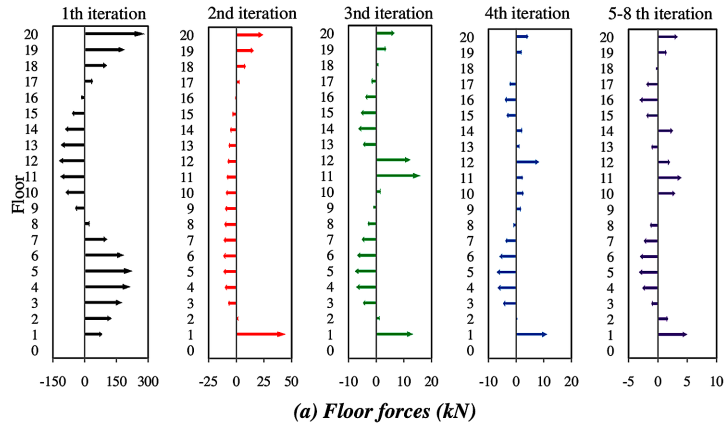 1th iteration
2nd iteration
3nd iteration
4th iteration
5-8 th iteration
Floor
20 20 20 20 20
19 19 19 19 19
18 18 18 18 18
17 17 17 17 17
16 16 16 16 16
15 15 15 15 15
14 14 14 14 14
13 13 13 13 13
12 12 12 12 12
11 11 11 11 11
10 10 10 10 10
9 9 9 9 9
8 8 8 8 8
7 7 7 7 7
6 6 6 6 6
5 5 5 5 5
4 4 4 4 4
3 3 3 3 3
2 2 2 2 2
1 1 1 1 1
0 0 0 0 0
-150 0 150 300 -25 0 25 50 -10 0 10 20 -10 0 10 20 -5 0 5 10
(a) Floor forces (kN)